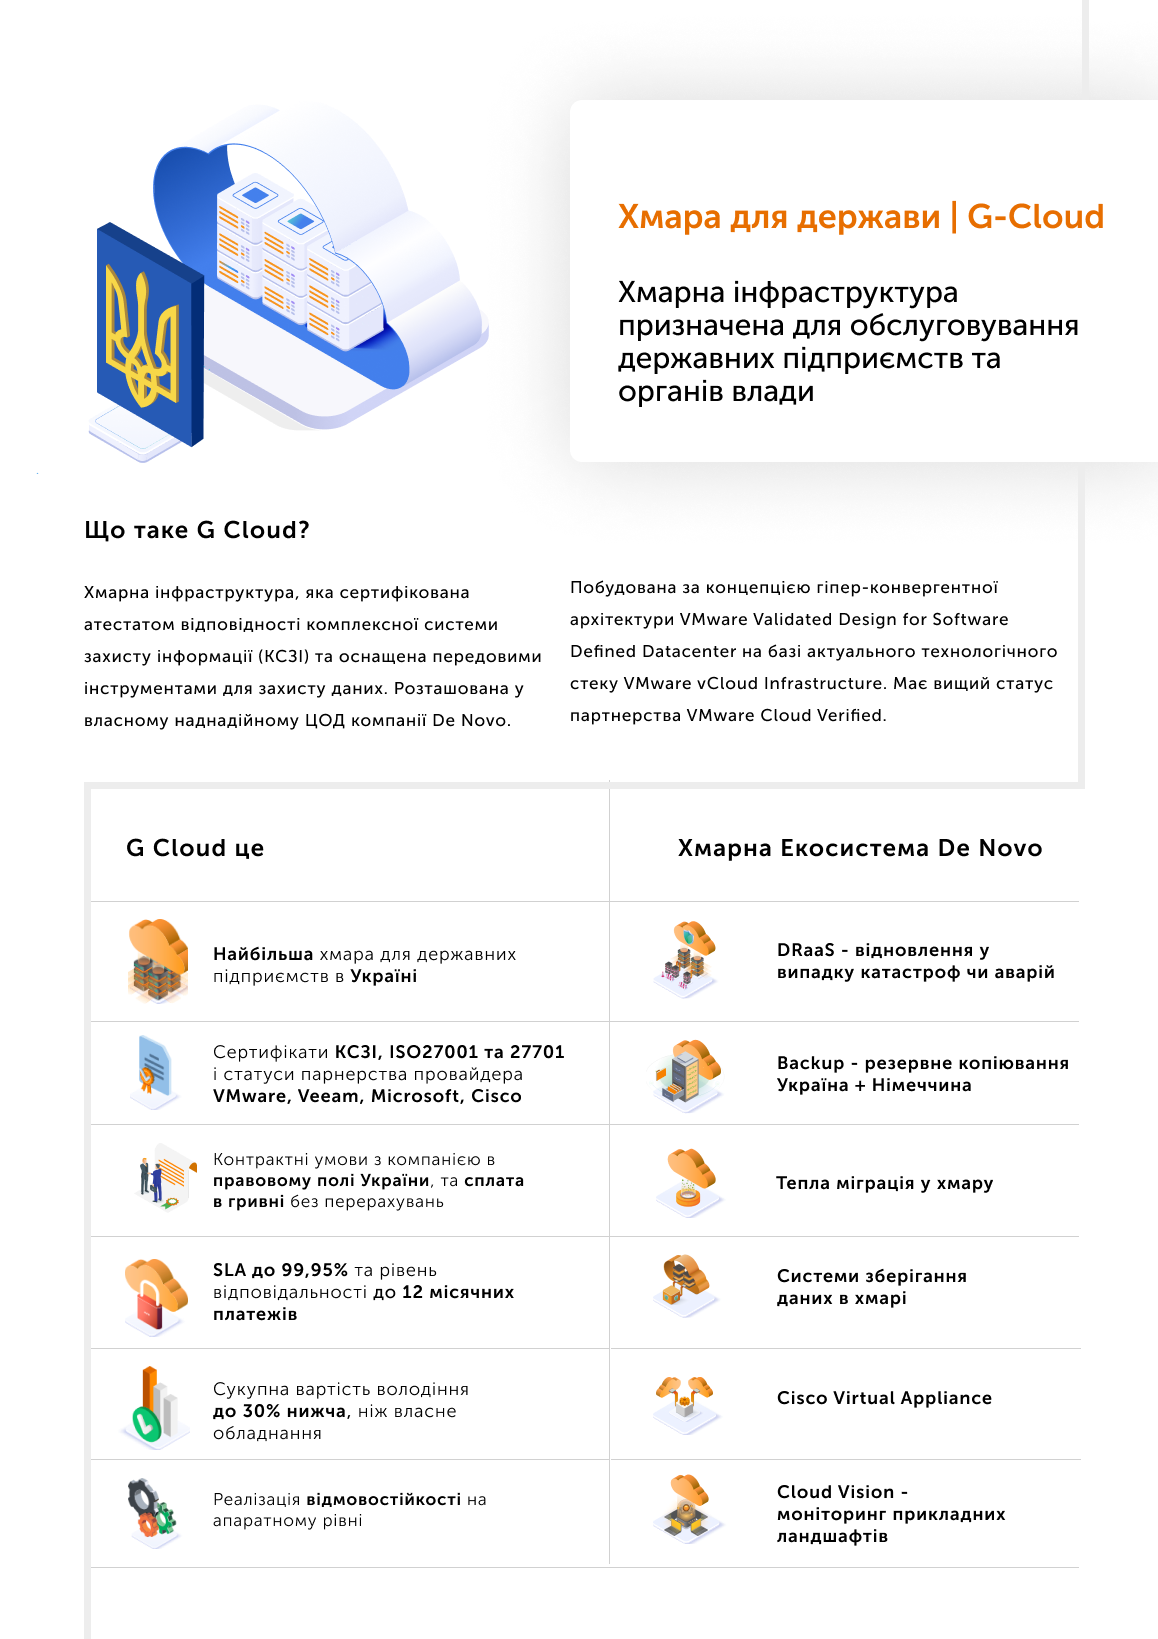 Хмара для держави | G-Cloud
Хмарна інфраструктура
призначена для обслуговування
державних підприємств та
органів влади
Що таке G Cloud?
Хмарна інфраструктура, яка сертифікована
атестатом відповідності комплексної системи
захисту інформації (КСЗІ) та оснащена передовими
інструментами для захисту даних. Розташована у
власному наднадійному ЦОД компанії De Novo.
Побудована за концепцією гіпер-конвергентної
архітектури VMware Validated Design for Software
Defined Datacenter на базі актуального технологічного
стеку VMware vCloud Infrastructure. Має вищий статус
партнерства VMware Cloud Verified.
G Cloud це
Найбільша хмара для державних
підприємств в Україні
Сертифікати КСЗІ, ISO27001 та 27701
і статуси парнерства провайдера
VMware, Veeam, Microsoft, Cisco
Контрактні умови з компанією в
правовому полі України, та сплата
в гривні без перерахувань
SLA до 99,95% та рівень
відповідальності до 12 місячних
платежів
Сукупна вартість володіння
до 30% нижча, ніж власне
обладнання
Реалізація відмовостійкості на
апаратному рівні
Хмарна Екосистема De Novo
DRaaS - відновлення у
випадку катастроф чи аварій
Backup - резервне копіювання
Україна + Німеччина
Тепла міграція у хмару
Системи зберігання
даних в хмарі
Cisco Virtual Appliance
Cloud Vision -
моніторинг прикладних
ландшафтів